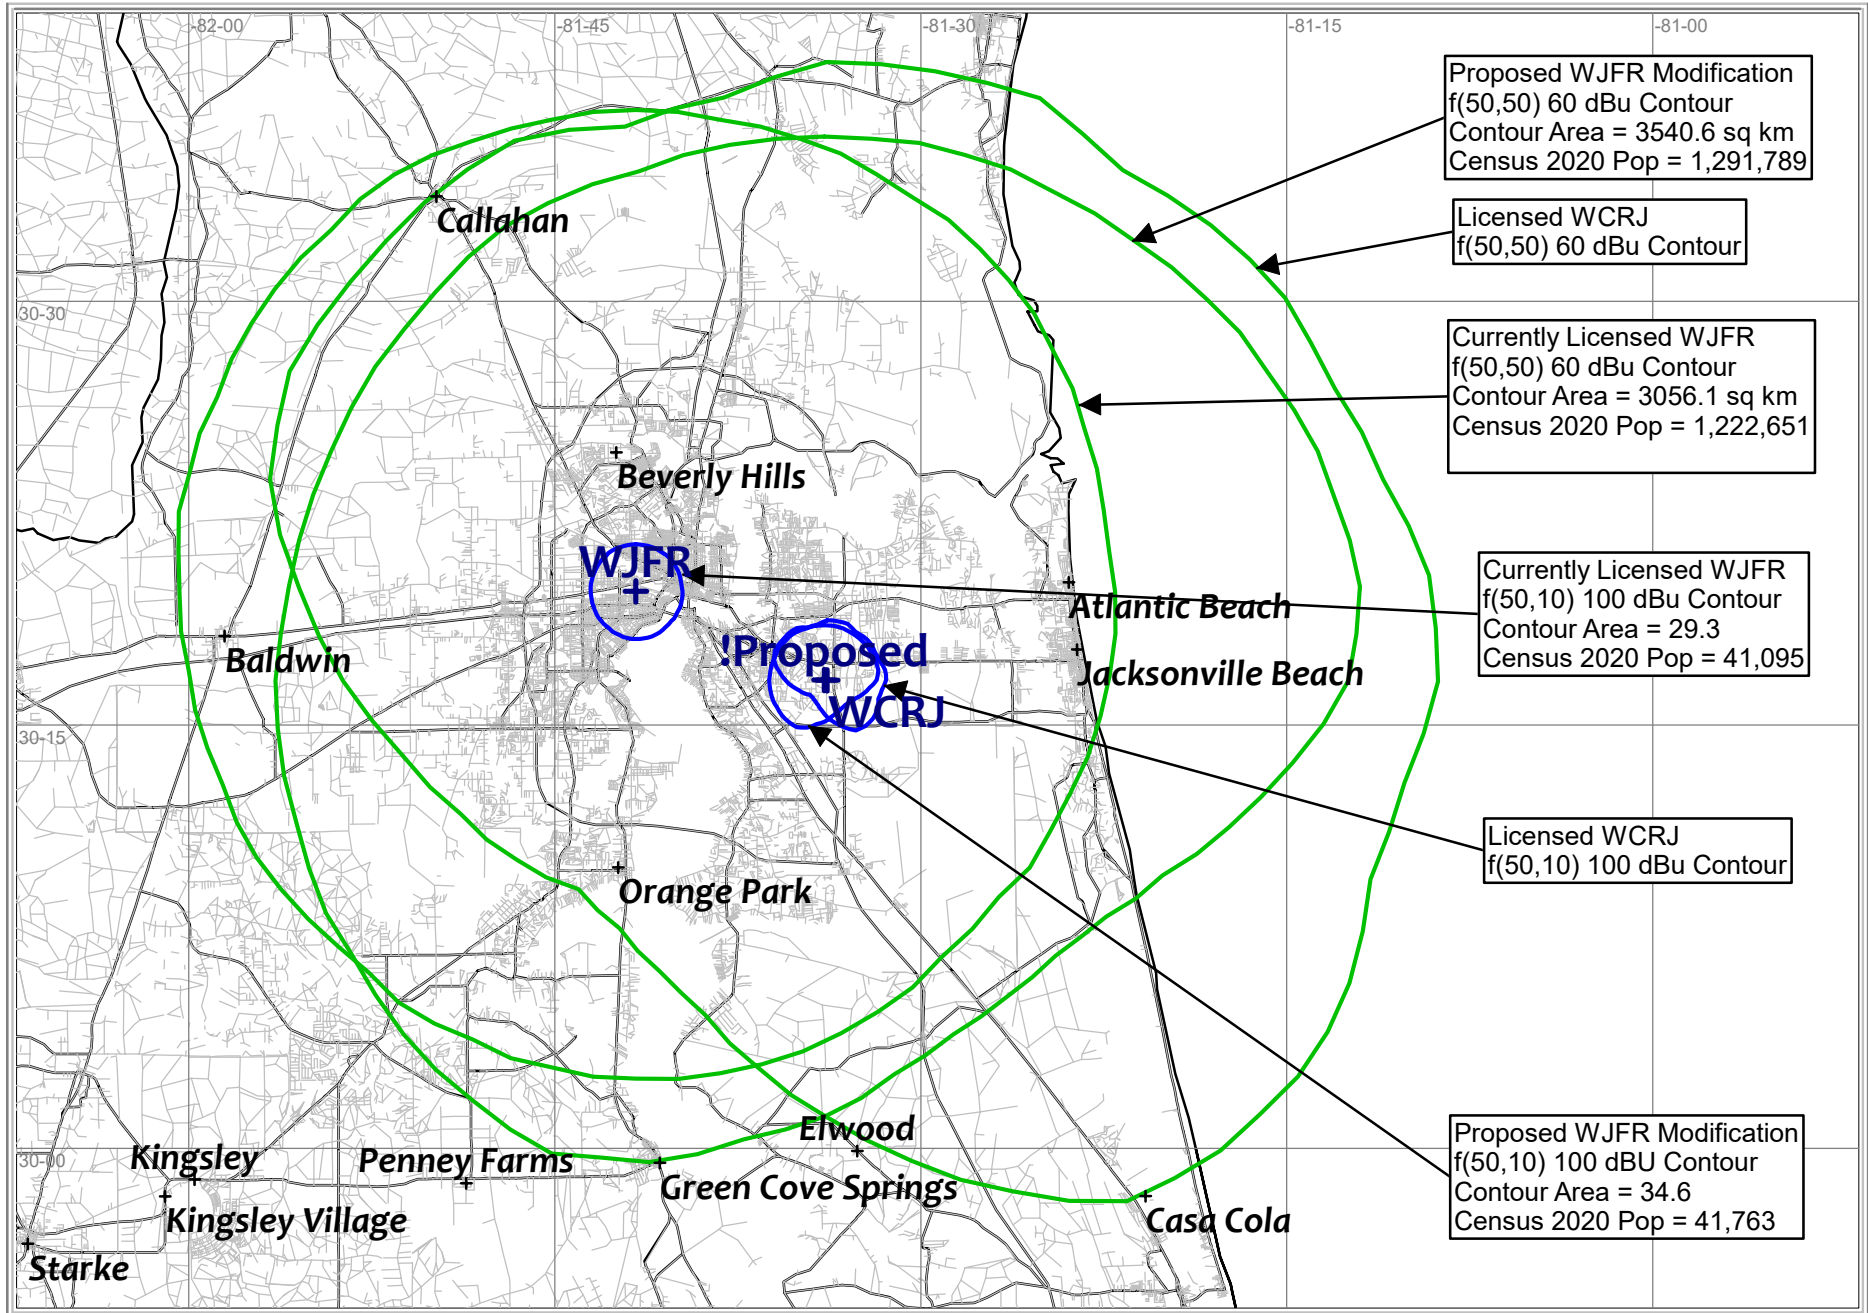 -82-00
-81-45
-81-30
-81-15
-81-00
Proposed WJFR Modification
f(50,50) 60 dBu Contour
Contour Area = 3540.6 sq km
Census 2020 Pop = 1,291,789
Licensed WCRJ
f(50,50) 60 dBu Contour
Callahan
30-30
Currently Licensed WJFR
f(50,50) 60 dBu Contour
Contour Area = 3056.1 sq km
Census 2020 Pop = 1,222,651
Beverly Hills
WJFR
Currently Licensed WJFR
f(50,10) 100 dBu Contour
Contour Area = 29.3
Census 2020 Pop = 41,095
Atlantic Beach
!Proposed
Baldwin
Jacksonville Beach
WCRJ
30-15
Licensed WCRJ
f(50,10) 100 dBu Contour
Orange Park
Proposed WJFR Modification
f(50,10) 100 dBU Contour
Contour Area = 34.6
Census 2020 Pop = 41,763
Elwood
30-00
Kingsley
Penney Farms
Green Cove Springs
Kingsley Village
Casa Cola
Starke